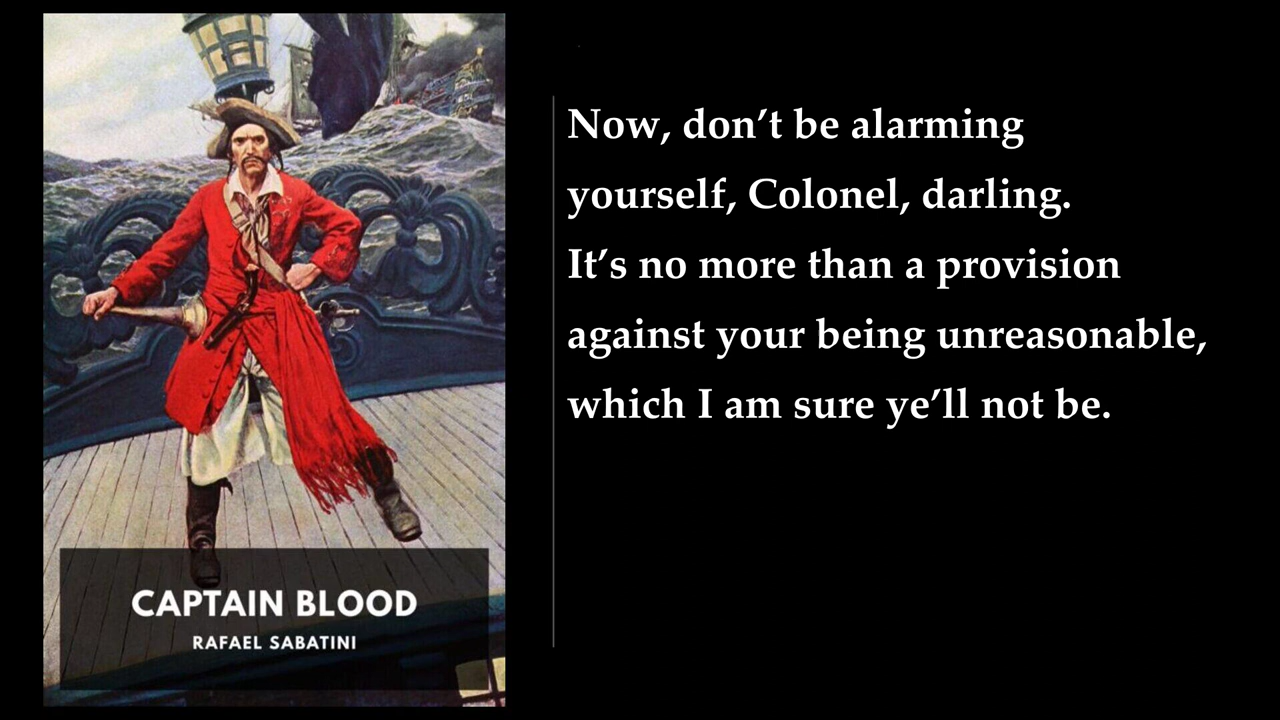 CAPTAIN BLOOD
RAFAEL SABATINI
Now, don’t be alarming
yourself, Colonel, darling.
It’s no more than a provision
against your being unreasonable,
which I am sure ye’ll not be.